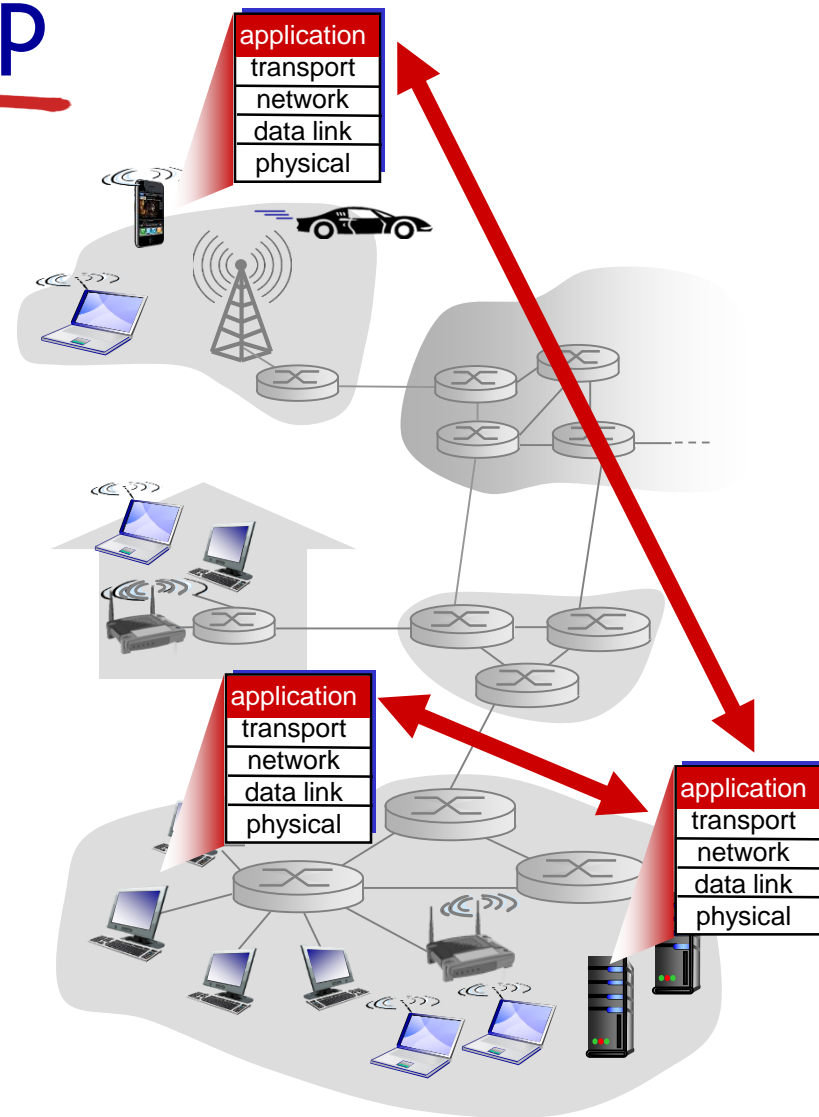 p
application
transport
network
data link
physical
application
transport
network
data link
physical
application
transport
network
data link
physical